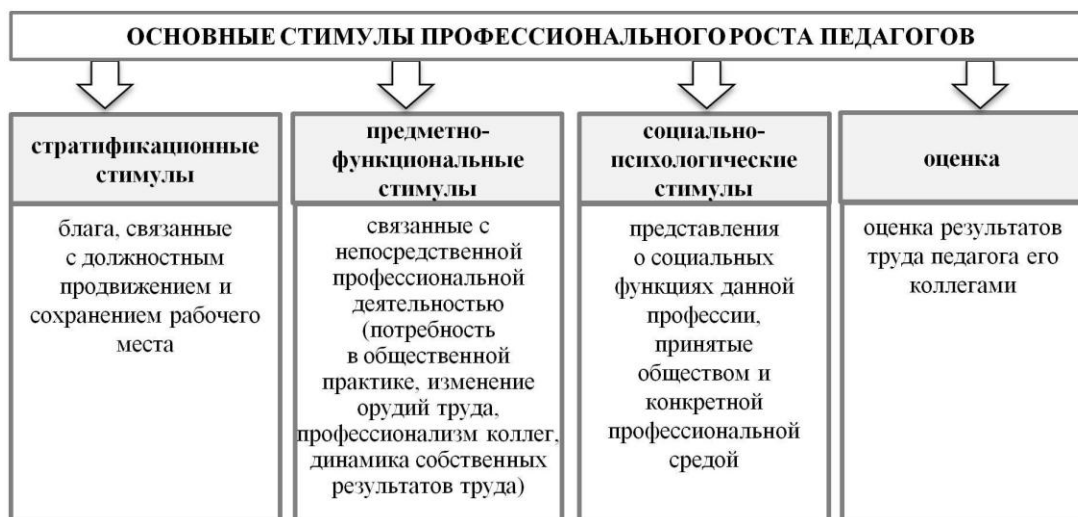 ОСНОВНЫЕ СТИМУЛЫ ПРОФЕССИОНАЛЬНОГО РОСТА ПЕДАГОГОВ
стратификационные
стимулы
блага, связанные
с должностным
продвижением и
сохранением рабочего
места
предметно-
функциональные
стимулы
связанные с
непосредственной
профессиональной
деятельностью
(потребность
в общественной
практике, изменение
орудий труда,
профессионализм коллег,
динамика собственных
результатов труда)
социально-
психологические
стимулы
представления
о социальных
функциях данной
профессии,
принятые
обществом и
конкретной
профессиональной
средой
оценка
оценка результатов
труда педагога его
коллегами